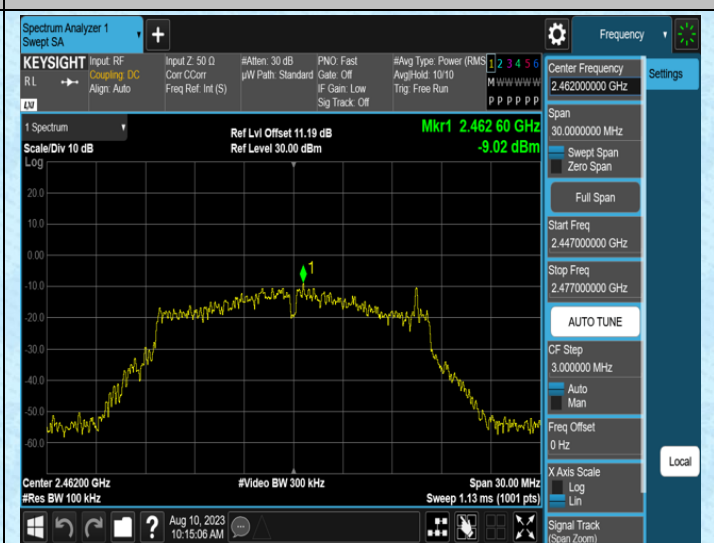 Spectrum Analyzer 1
Swept SA
+
Frequency
KEYSIGHT
RL
LXI
Input: RF
Coupling: DC
Align: Auto
Input Z: 50 Ω
Corr CCorr
Freq Ref: Int (S)
#Atten: 30 dB
µW Path: Standard
PNO: Fast
Gate: Off
IF Gain: Low
Sig Track: Off
#Avg Type: Power (RMS
Avg|Hold: 10/10
Trig: Free Run
1 2 3 4 5 6
M W W W W W
P P P P P P
1 Spectrum
Scale/Div 10 dB
Log
Ref Lvl Offset 11.19 dB
Ref Level 30.00 dBm
Mkr1 2.462 60 GHz
-9.02 dBm
20.0
10.0
0.00
-10.0
-20.0
-30.0
-40.0
-50.0
-60.0
1
Center 2.46200 GHz
#Res BW 100 kHz
#Video BW 300 kHz
Span 30.00 MHz
Sweep 1.13 ms (1001 pts)
Aug 10, 2023
10:15:06 AM
?
Center Frequency
2.462000000 GHz
Span
30.0000000 MHz
Swept Span
Zero Span
Full Span
Start Freq
2.447000000 GHz
Stop Freq
2.477000000 GHz
AUTO TUNE
CF Step
3.000000 MHz
Auto
Man
Freq Offset
0 Hz
X Axis Scale
Log
Lin
Signal Track
(Span Zoom)
Settings
Local